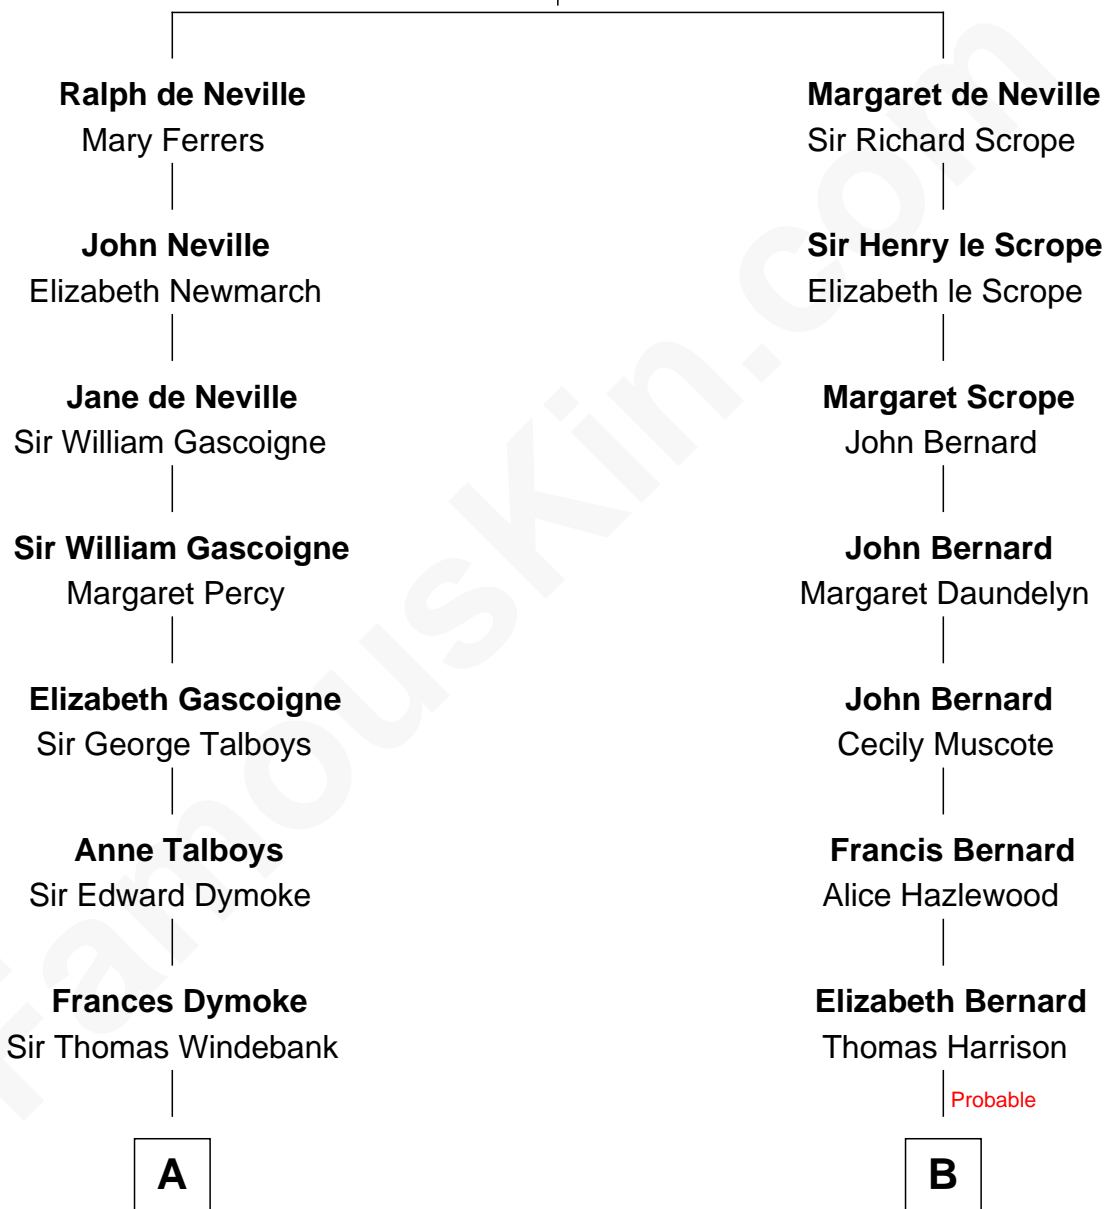 Ralph de Neville
Mary Ferrers
John Neville
Elizabeth Newmarch
Jane de Neville
Sir William Gascoigne
Sir William Gascoigne
Margaret Percy
Elizabeth Gascoigne
Sir George Talboys
Anne Talboys
Sir Edward Dymoke
Frances Dymoke
Sir Thomas Windebank
A
Margaret de Neville
Sir Richard Scrope
Sir Henry le Scrope
Elizabeth le Scrope
Margaret Scrope
John Bernard
John Bernard
Margaret Daundelyn
John Bernard
Cecily Muscote
Francis Bernard
Alice Hazlewood
Elizabeth Bernard
Thomas Harrison
Probable
B
FamousKin.com